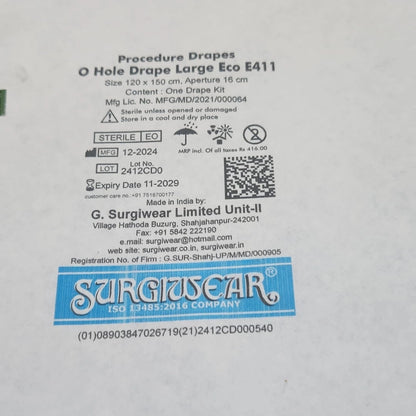 Procedure Drapes
O Hole Drape Large Eco E411
Size 120 x 150 cm, Aperture 16 cm
Content : One Drape Kit
Mfg Lic. No. MFG/MD/2021/000064
Sterile unless opened or damaged
Store in a cool and dry place
STERILE EO
MFG 12-2024
MRP incl. Of all taxes Rs 416.00
Lot No.
LOT 2412CD0
Expiry Date 11-2029
customer care no. +91 7518700177
Made in India by:
G. Surgiwear Limited Unit-II
Village Hathoda Buzurg, Shahjahanpur-242001
Fax: +91 5842 222190
e.mail: surgiwear@hotmail.com
web site: surgiwear.co.in, surgiwear.in
Registration No. of Firm : G.SUR-Shahj-UP/M/MD/000905
SURGIWEAR®
ISO 13485:2016 COMPANY
(01)08903847026719(21)2412CD000540